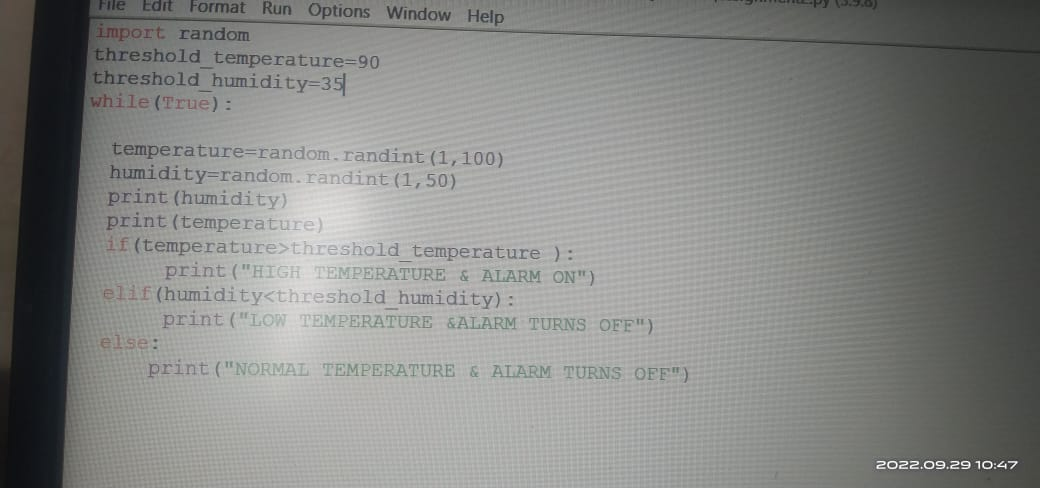 File Edit Format Run Options Window Help
import random
threshold_temperature=90
threshold_humidity=35
while(True):
temperature=random.randint(1,100)
humidity=random.randint(1,50)
print(humidity)
print(temperature)
if(temperature>threshold_temperature ):
print("HIGH TEMPERATURE & ALARM ON")
elif(humidity<threshold_humidity):
print("LOW TEMPERATURE &ALARM TURNS OFF")
else:
print("NORMAL TEMPERATURE & ALARM TURNS OFF")
2022.09.29 10:47